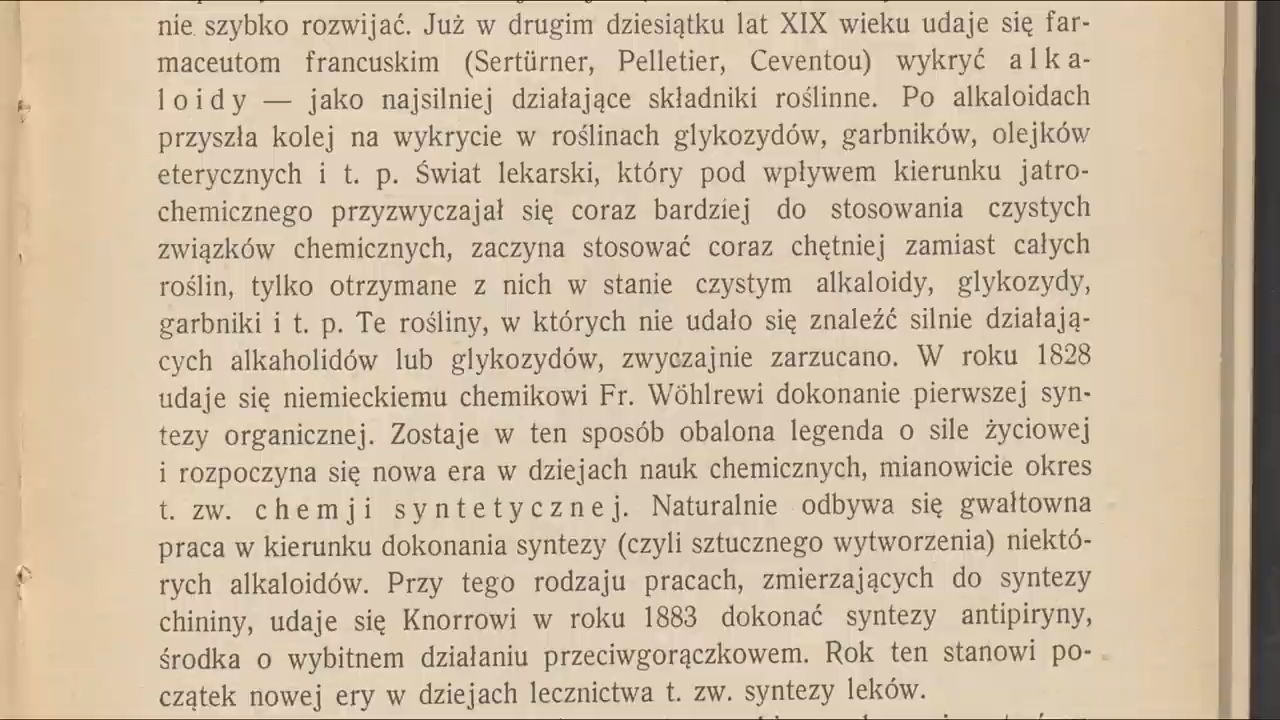 nie szybko rozwijać. Już w drugim dziesiątku lat XIX wieku udaje się far-
maceutom francuskim (Sertürner, Pelletier, Ceventou) wykryć alka-
loidy — jako najsilniej działające składniki roślinne. Po alkaloidach
przyszła kolej na wykrycie w roślinach glykozydów, garbników, olejków
eterycznych i t. p. Świat lekarski, który pod wpływem kierunku jatro-
chemicznego przyzwyczajał się coraz bardziej do stosowania czystych
związków chemicznych, zaczyna stosować coraz chętniej zamiast całych
roślin, tylko otrzymane z nich w stanie czystym alkaloidy, glykozydy,
garbniki i t. p. Te rośliny, w których nie udało się znaleźć silnie działają-
cych alkaholidów lub glykozydów, zwyczajnie zarzucano. W roku 1828
udaje się niemieckiemu chemikowi Fr. Wöhlrewi dokonanie pierwszej syn-
tezy organicznej. Zostaje w ten sposób obalona legenda o sile życiowej
i rozpoczyna się nowa era w dziejach nauk chemicznych, mianowicie okres
t. zw. chemji syntetycznej. Naturalnie odbywa się gwałtowna
praca w kierunku dokonania syntezy (czyli sztucznego wytworzenia) niektó-
rych alkaloidów. Przy tego rodzaju pracach, zmierzających do syntezy
chininy, udaje się Knorrowi w roku 1883 dokonać syntezy antipiryny,
środka o wybitnem działaniu przeciwgorączkowem. Rok ten stanowi po-
czątek nowej ery w dziejach lecznictwa t. zw. syntezy leków.